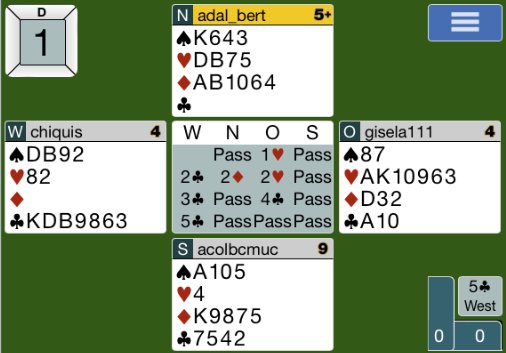 D
1
N adal_bert 5+
♠K643
♥DB75
♦AB1064
♣
W chiquis 4
♠DB92
♥82
♦
♣KDB9863
W N O S
Pass 1♥ Pass
2♣ 2♦ 2♥ Pass
3♣ Pass 4♣ Pass
5♣ Pass Pass Pass
O gisela111 4
♠87
♥AK10963
♦D32
♣A10
S acolbcmuc 9
♠A105
♥4
♦K9875
♣7542
5♣
West
0 0